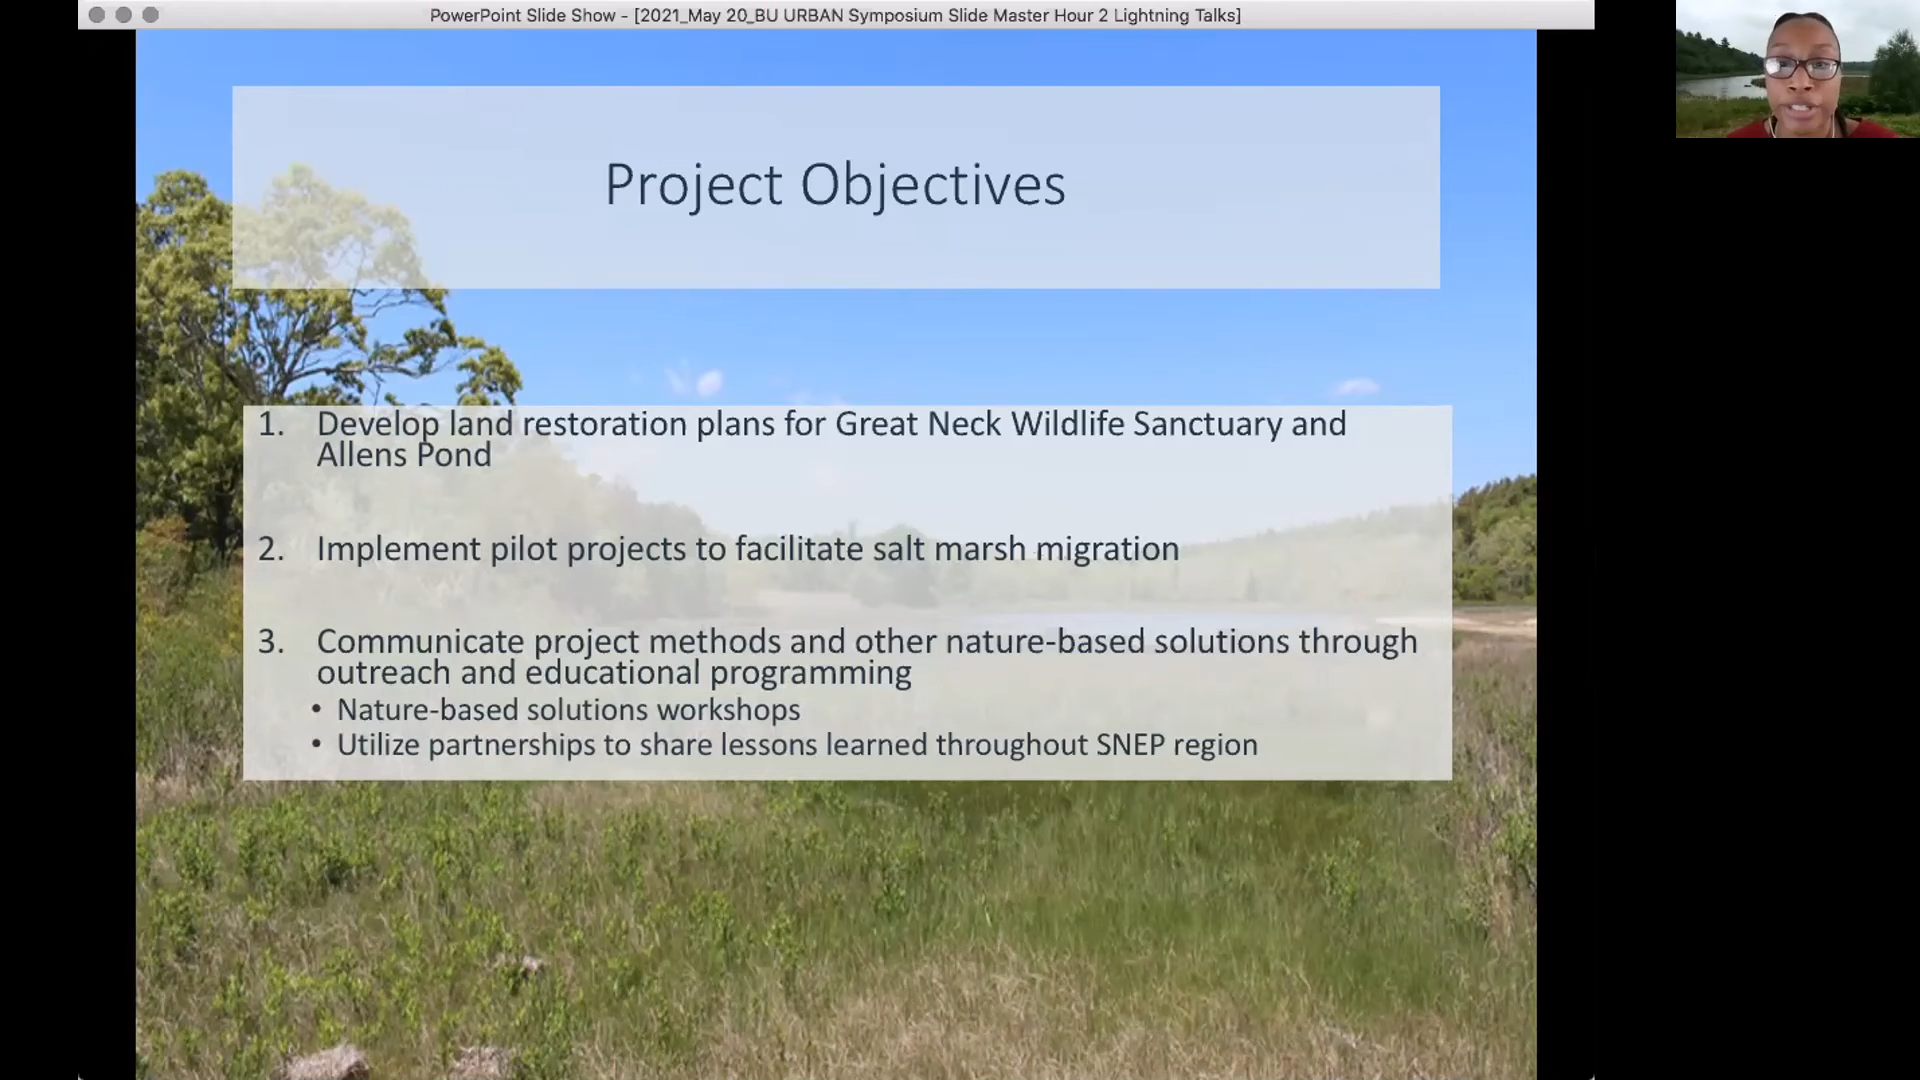 PowerPoint Slide Show - [2021_May 20_BU URBAN Symposium Slide Master Hour 2 Lightning Talks]
Project Objectives
1. Develop land restoration plans for Great Neck Wildlife Sanctuary and
Allens Pond
2. Implement pilot projects to facilitate salt marsh migration
3. Communicate project methods and other nature-based solutions through
outreach and educational programming
• Nature-based solutions workshops
• Utilize partnerships to share lessons learned throughout SNEP region